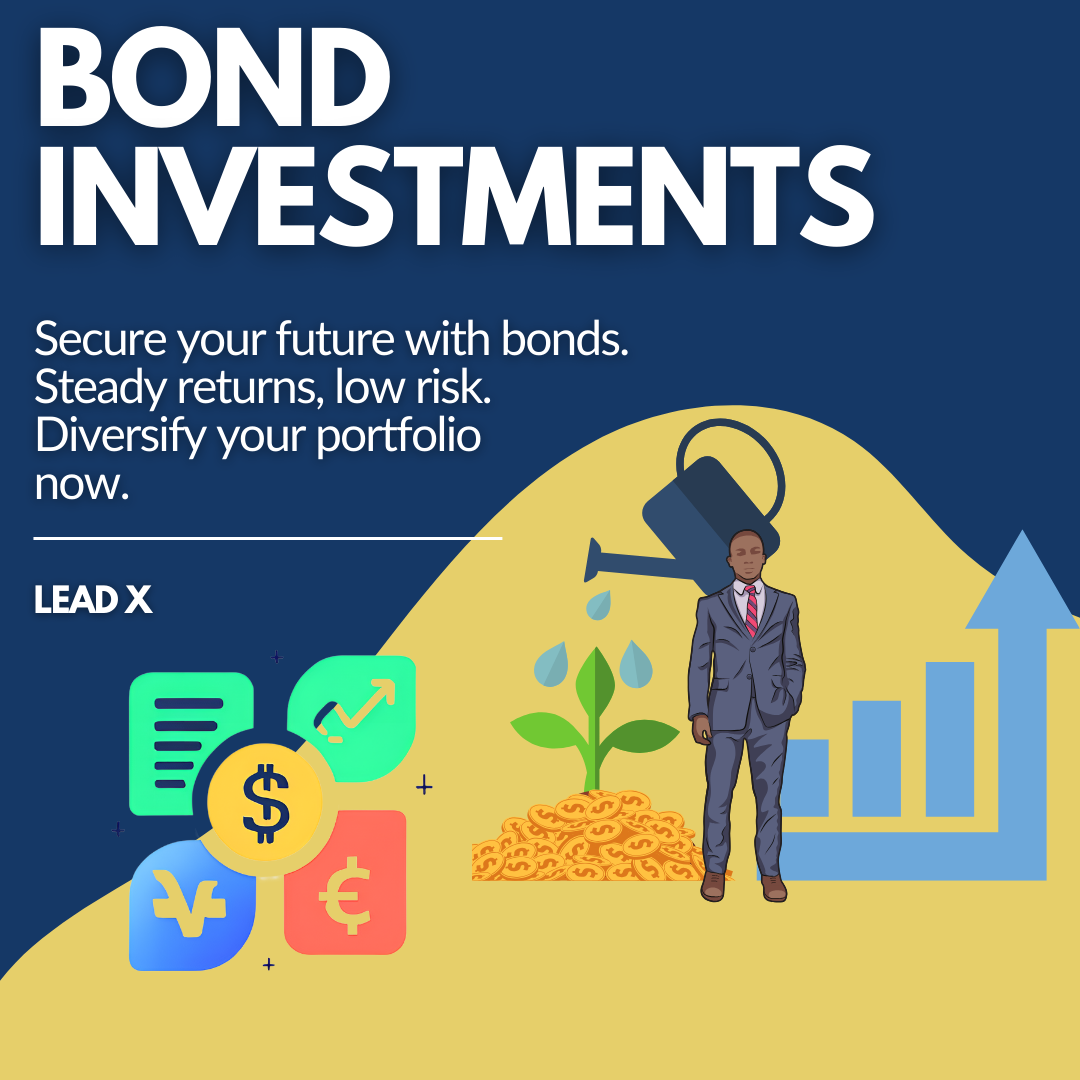 BOND
INVESTMENTS
Secure your future with bonds.
Steady returns, low risk.
Diversify your portfolio
now.
LEAD X
$
¥
€